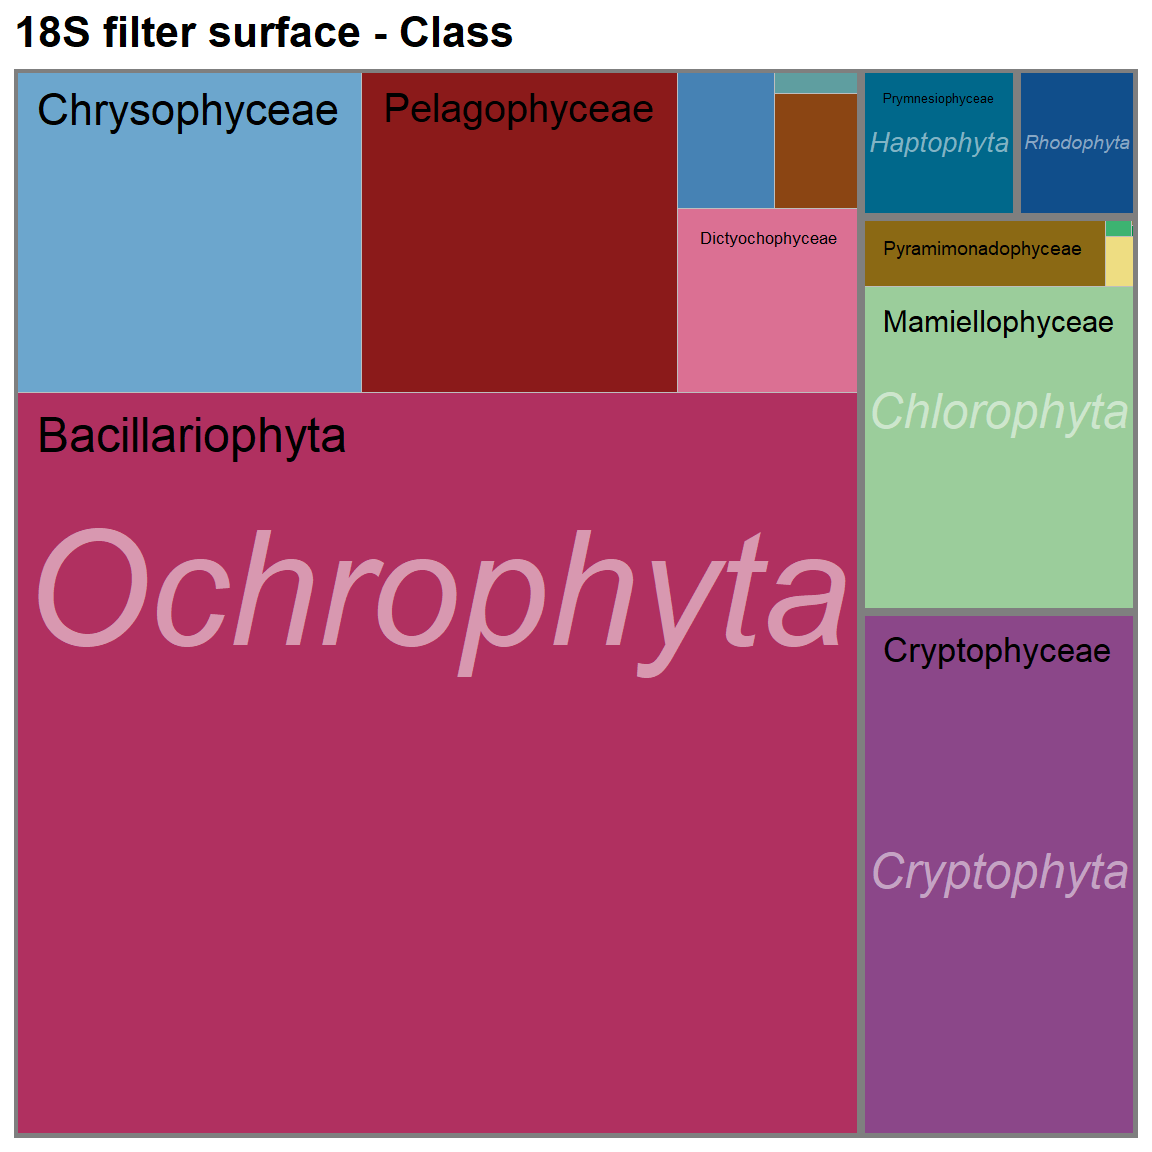 18S filter surface - Class
Chrysophyceae
Pelagophyceae
Dictyochophyceae
Bacillariophyta
Ochrophyta
Prymnesiophyceae
Haptophyta
Rhodophyta
Pyramimonadophyceae
Mamiellophyceae
Chlorophyta
Cryptophyceae
Cryptophyta